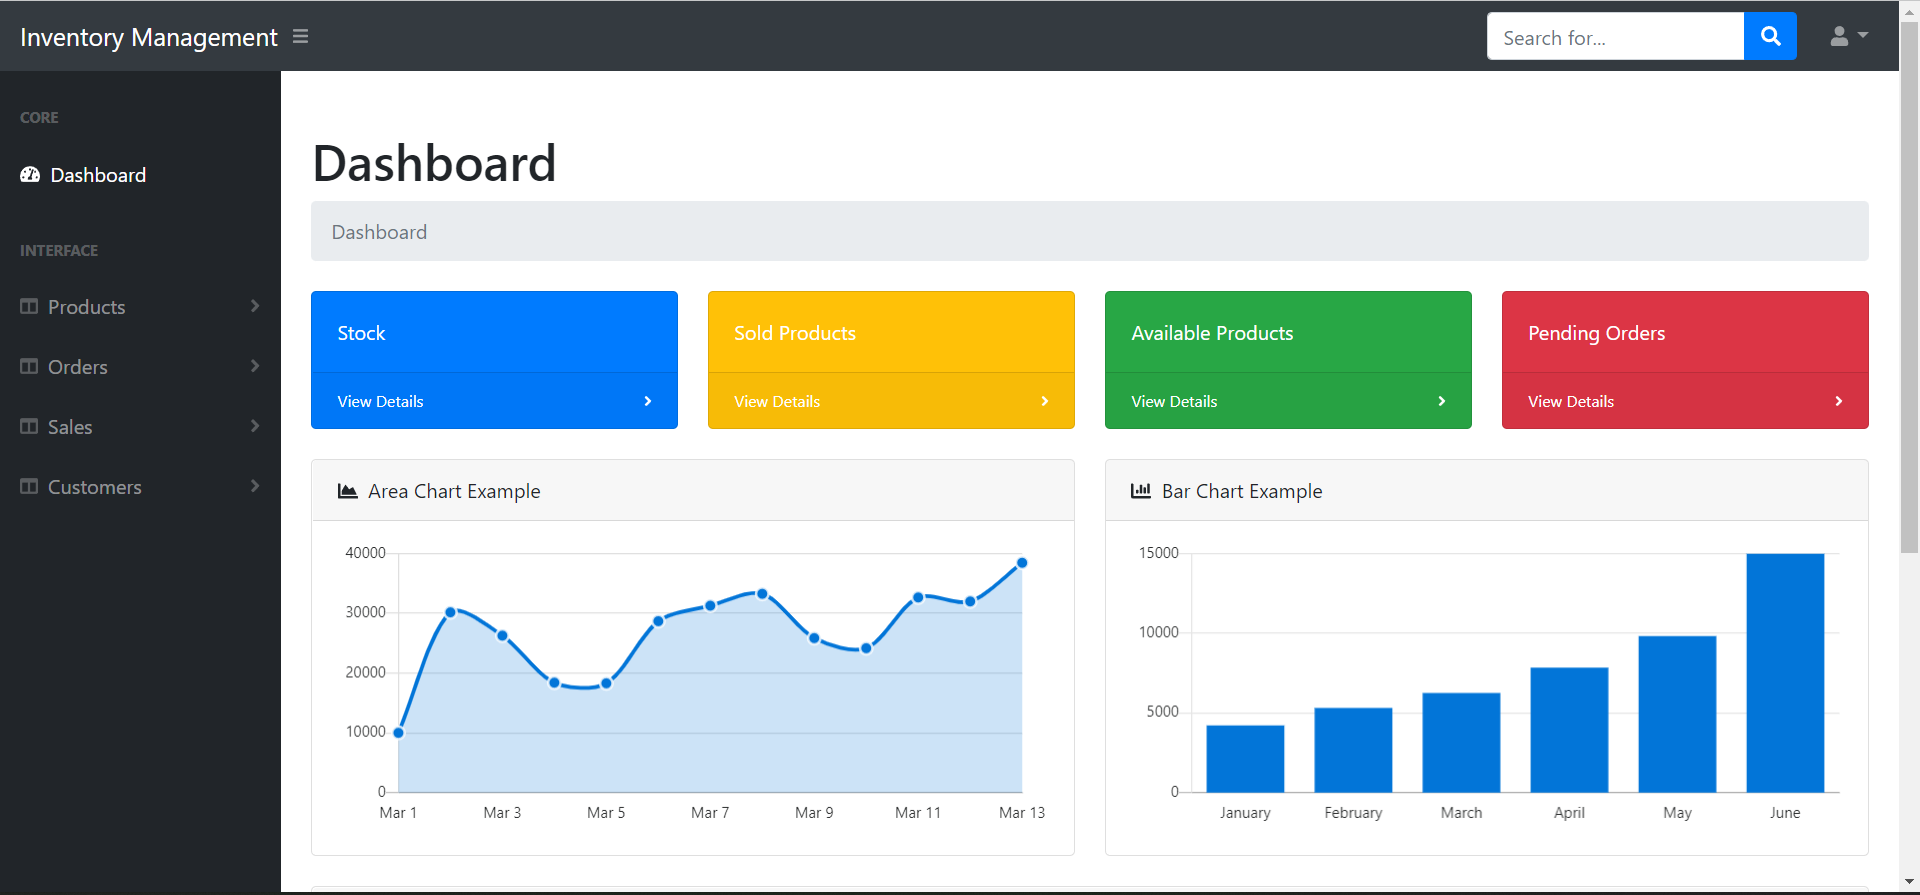 Inventory Management
Search for...
CORE
Dashboard
INTERFACE
Products
Orders
Sales
Customers
Dashboard
Dashboard
Stock
View Details
Sold Products
View Details
Available Products
View Details
Pending Orders
View Details
Area Chart Example
40000
30000
20000
10000
0
Mar 1 Mar 3 Mar 5 Mar 7 Mar 9 Mar 11 Mar 13
Bar Chart Example
15000
10000
5000
0
January February March April May June